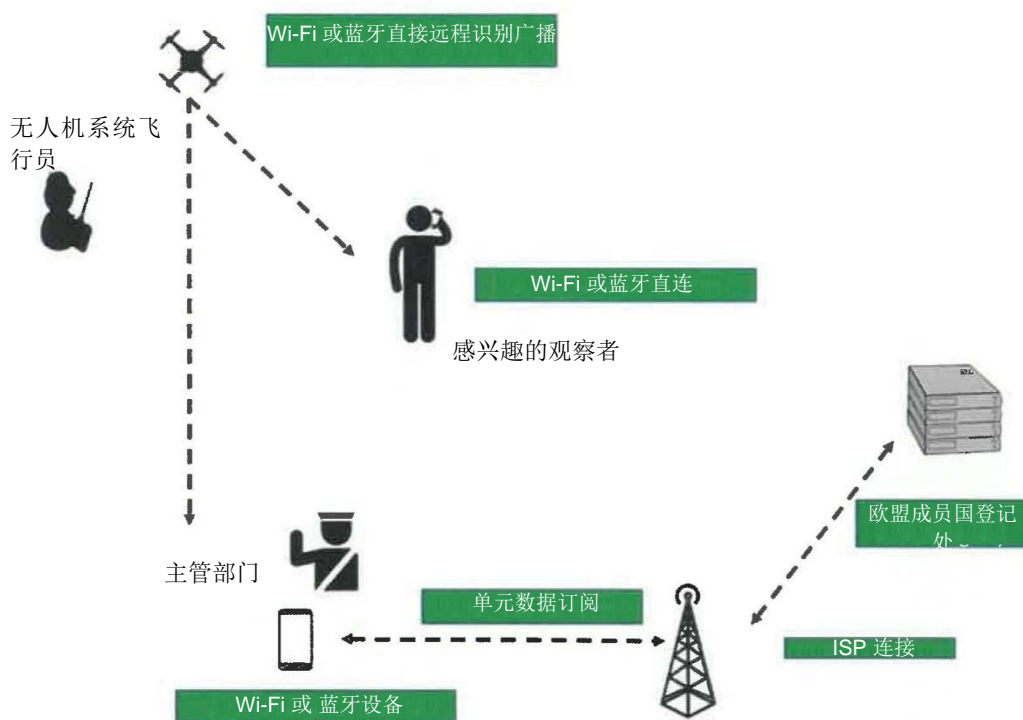 Wi-Fi 或蓝牙直接远程识别广播
无人机系统飞
行员
Wi-Fi 或蓝牙直连
感兴趣的观察者
欧盟成员国登记
处
主管部门
单元数据订阅
ISP 连接
Wi-Fi 或 蓝牙设备